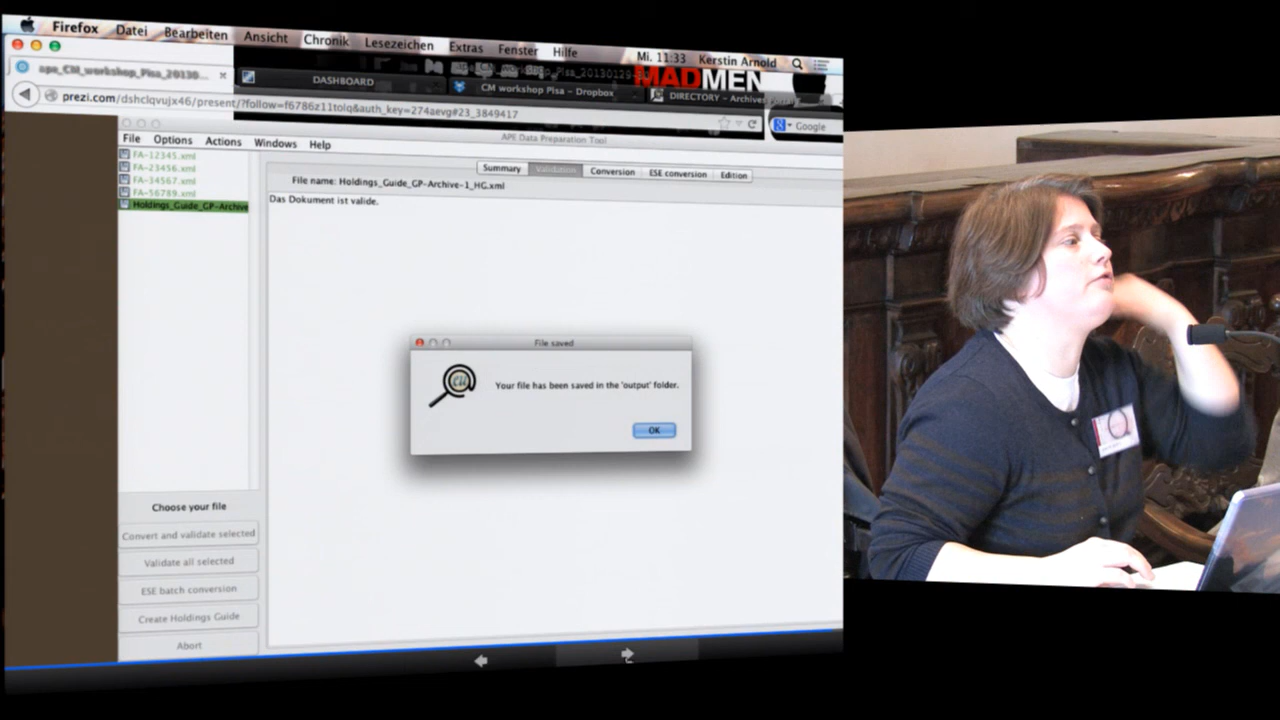 Firefox Datei Bearbeiten Ansicht Chronik Lesezeichen Extras Fenster Hilfe Mi. 11:33 Kerstin Arnold
MADMEN
ape_CM_workshop_Pisa_20130... DASHBOARD CM workshop Pisa - Dropbox DIRECTORY - Archives Portal
prezi.com/dshclqvujx46/present/?follow=f6786z11tolq&auth_key=274aevg#23_3849417 Google
APE Data Preparation Tool
File Options Actions Windows Help
FA-12345.xml
FA-23456.xml
FA-34567.xml
FA-56789.xml
Holdings_Guide_GP-Archive
Summary Validation Conversion ESE conversion Edition
File name: Holdings_Guide_GP-Archive-1_HG.xml
Das Dokument ist valide.
File saved
Your file has been saved in the 'output' folder.
OK
Choose your file
Convert and validate selected
Validate all selected
ESE batch conversion
Create Holdings Guide
Abort